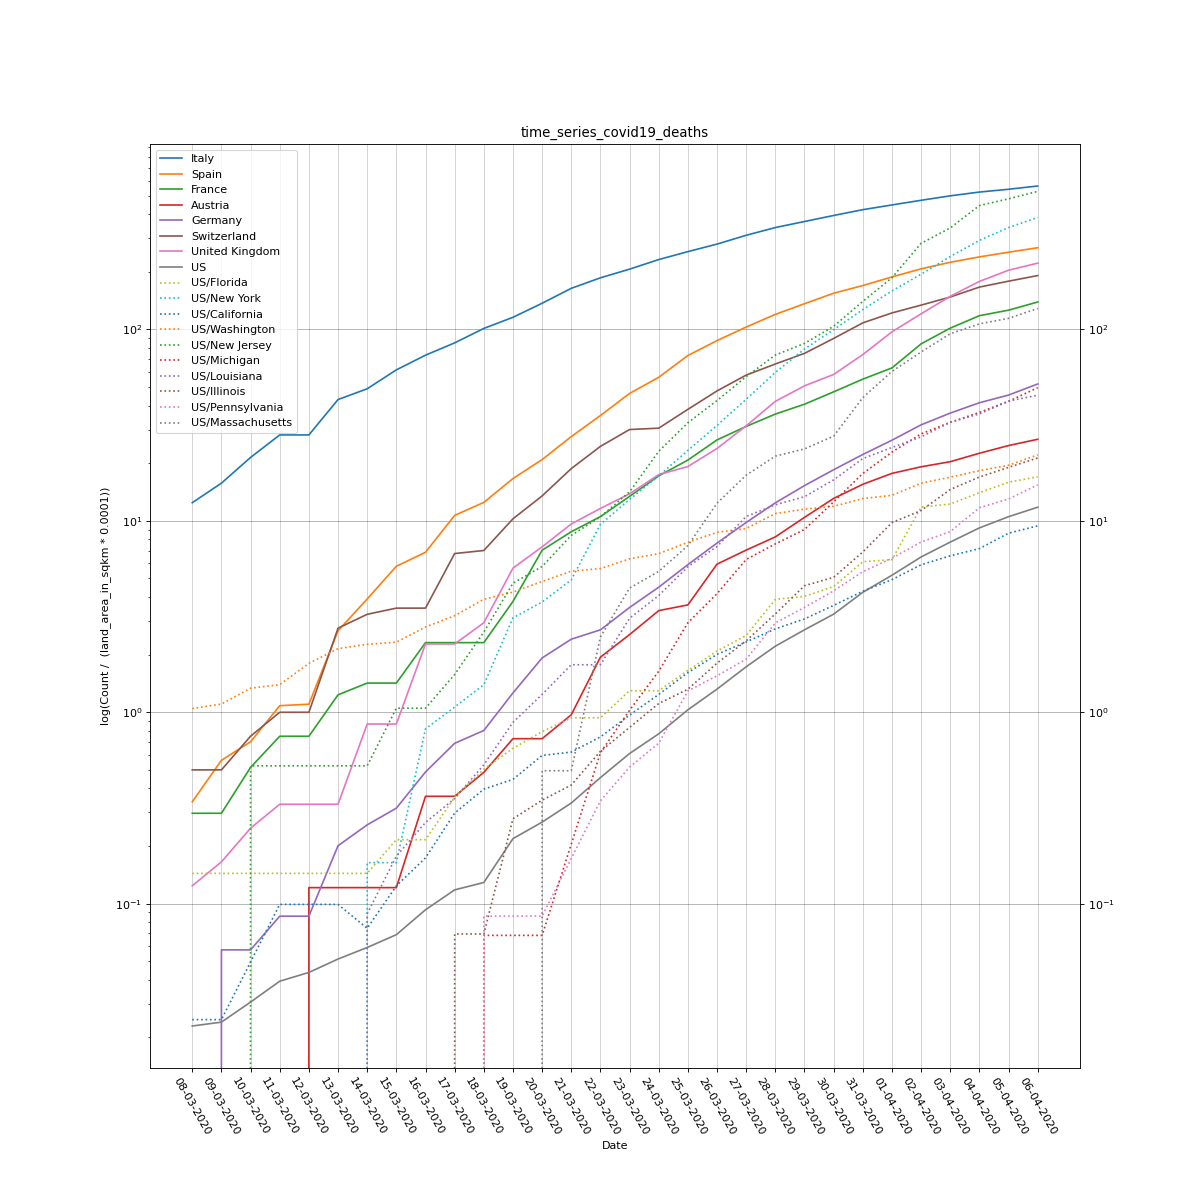 time_series_covid19_deaths
Italy
Spain
France
Austria
Germany
Switzerland
United Kingdom
US
US/Florida
US/New York
US/California
US/Washington
US/New Jersey
US/Michigan
US/Louisiana
US/Illinois
US/Pennsylvania
US/Massachusetts
log(Count / (land_area_in_sqkm * 0.0001))
10²
10¹
10⁰
10⁻¹
10²
10¹
10⁰
10⁻¹
08-03-2020
09-03-2020
10-03-2020
11-03-2020
12-03-2020
13-03-2020
14-03-2020
15-03-2020
16-03-2020
17-03-2020
18-03-2020
19-03-2020
20-03-2020
21-03-2020
22-03-2020
23-03-2020
24-03-2020
25-03-2020
26-03-2020
27-03-2020
28-03-2020
29-03-2020
30-03-2020
31-03-2020
01-04-2020
02-04-2020
03-04-2020
04-04-2020
05-04-2020
06-04-2020
Date